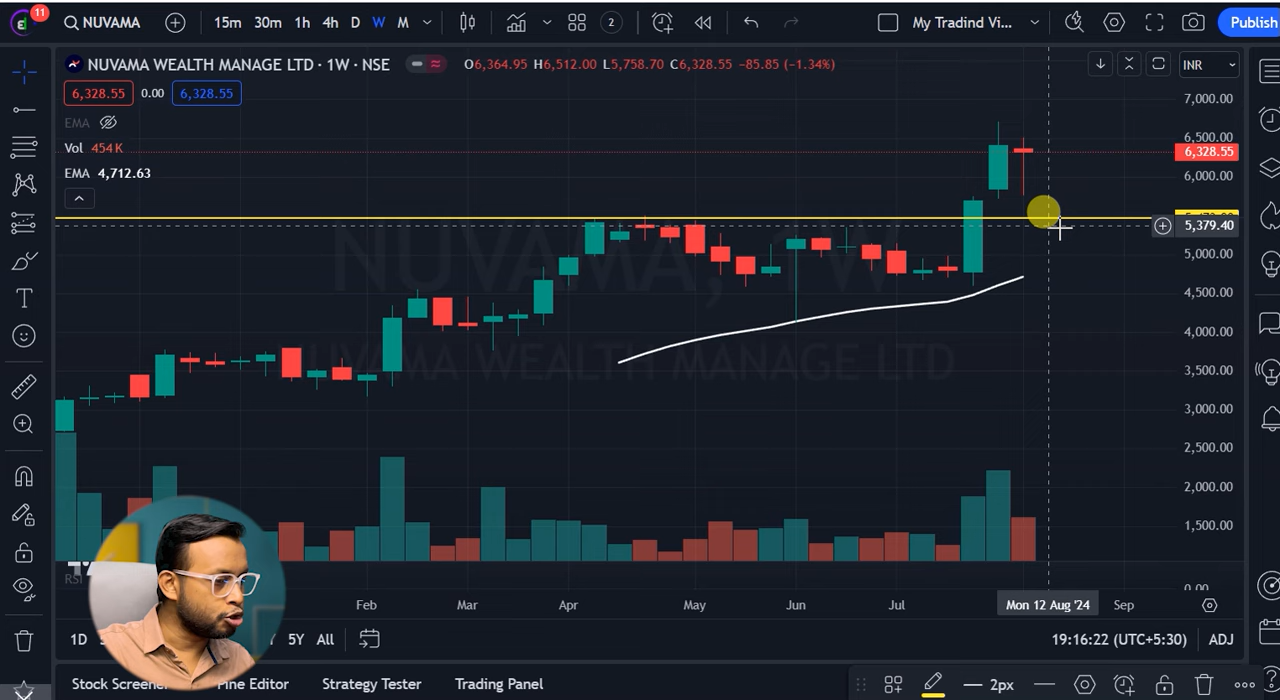 11
NUVAMA
15m 30m 1h 4h D W M
2
My Tradind Vi...
Publish
NUVAMA WEALTH MANAGE LTD · 1W · NSE
O6,364.95 H6,512.00 L5,758.70 C6,328.55 −85.85 (−1.34%)
INR
6,328.55 0.00 6,328.55
EMA
Vol 454K
EMA 4,712.63
7,000.00
6,500.00
6,328.55
6,000.00
5,379.40
5,000.00
4,500.00
4,000.00
3,500.00
3,000.00
2,500.00
2,000.00
1,500.00
0.00
NUVAMA, 1W
NUVAMA WEALTH MANAGE LTD
RSI
Feb Mar Apr May Jun Jul Mon 12 Aug '24 Sep
1D 5Y All
19:16:22 (UTC+5:30) ADJ
Stock Screener Pine Editor Strategy Tester Trading Panel
2px